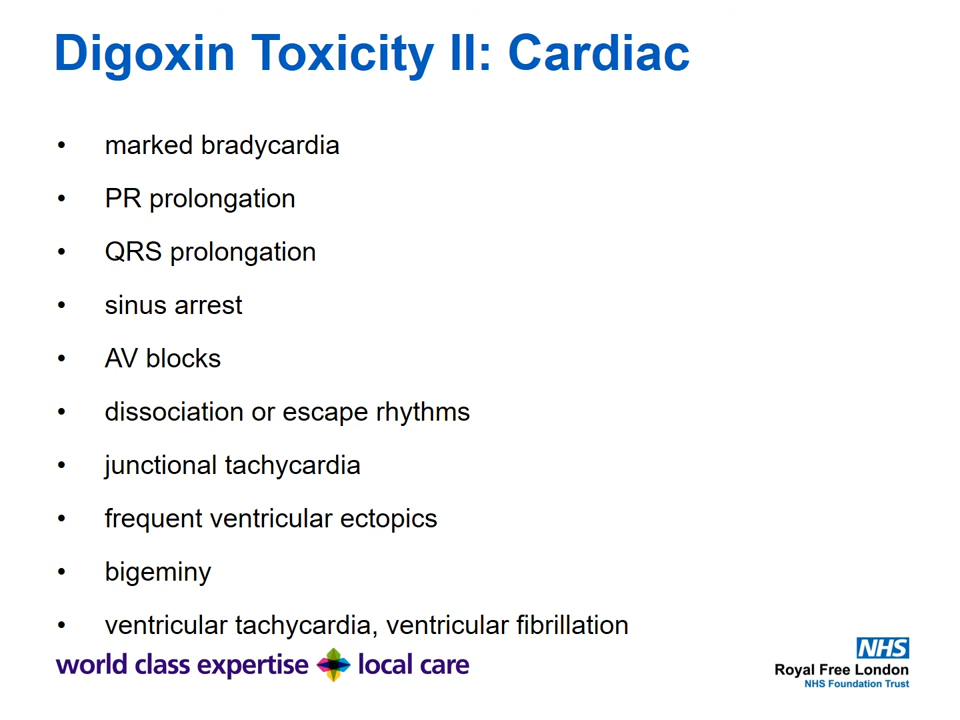 Digoxin Toxicity II: Cardiac
• marked bradycardia
• PR prolongation
• QRS prolongation
• sinus arrest
• AV blocks
• dissociation or escape rhythms
• junctional tachycardia
• frequent ventricular ectopics
• bigeminy
• ventricular tachycardia, ventricular fibrillation
world class expertise local care
NHS
Royal Free London
NHS Foundation Trust